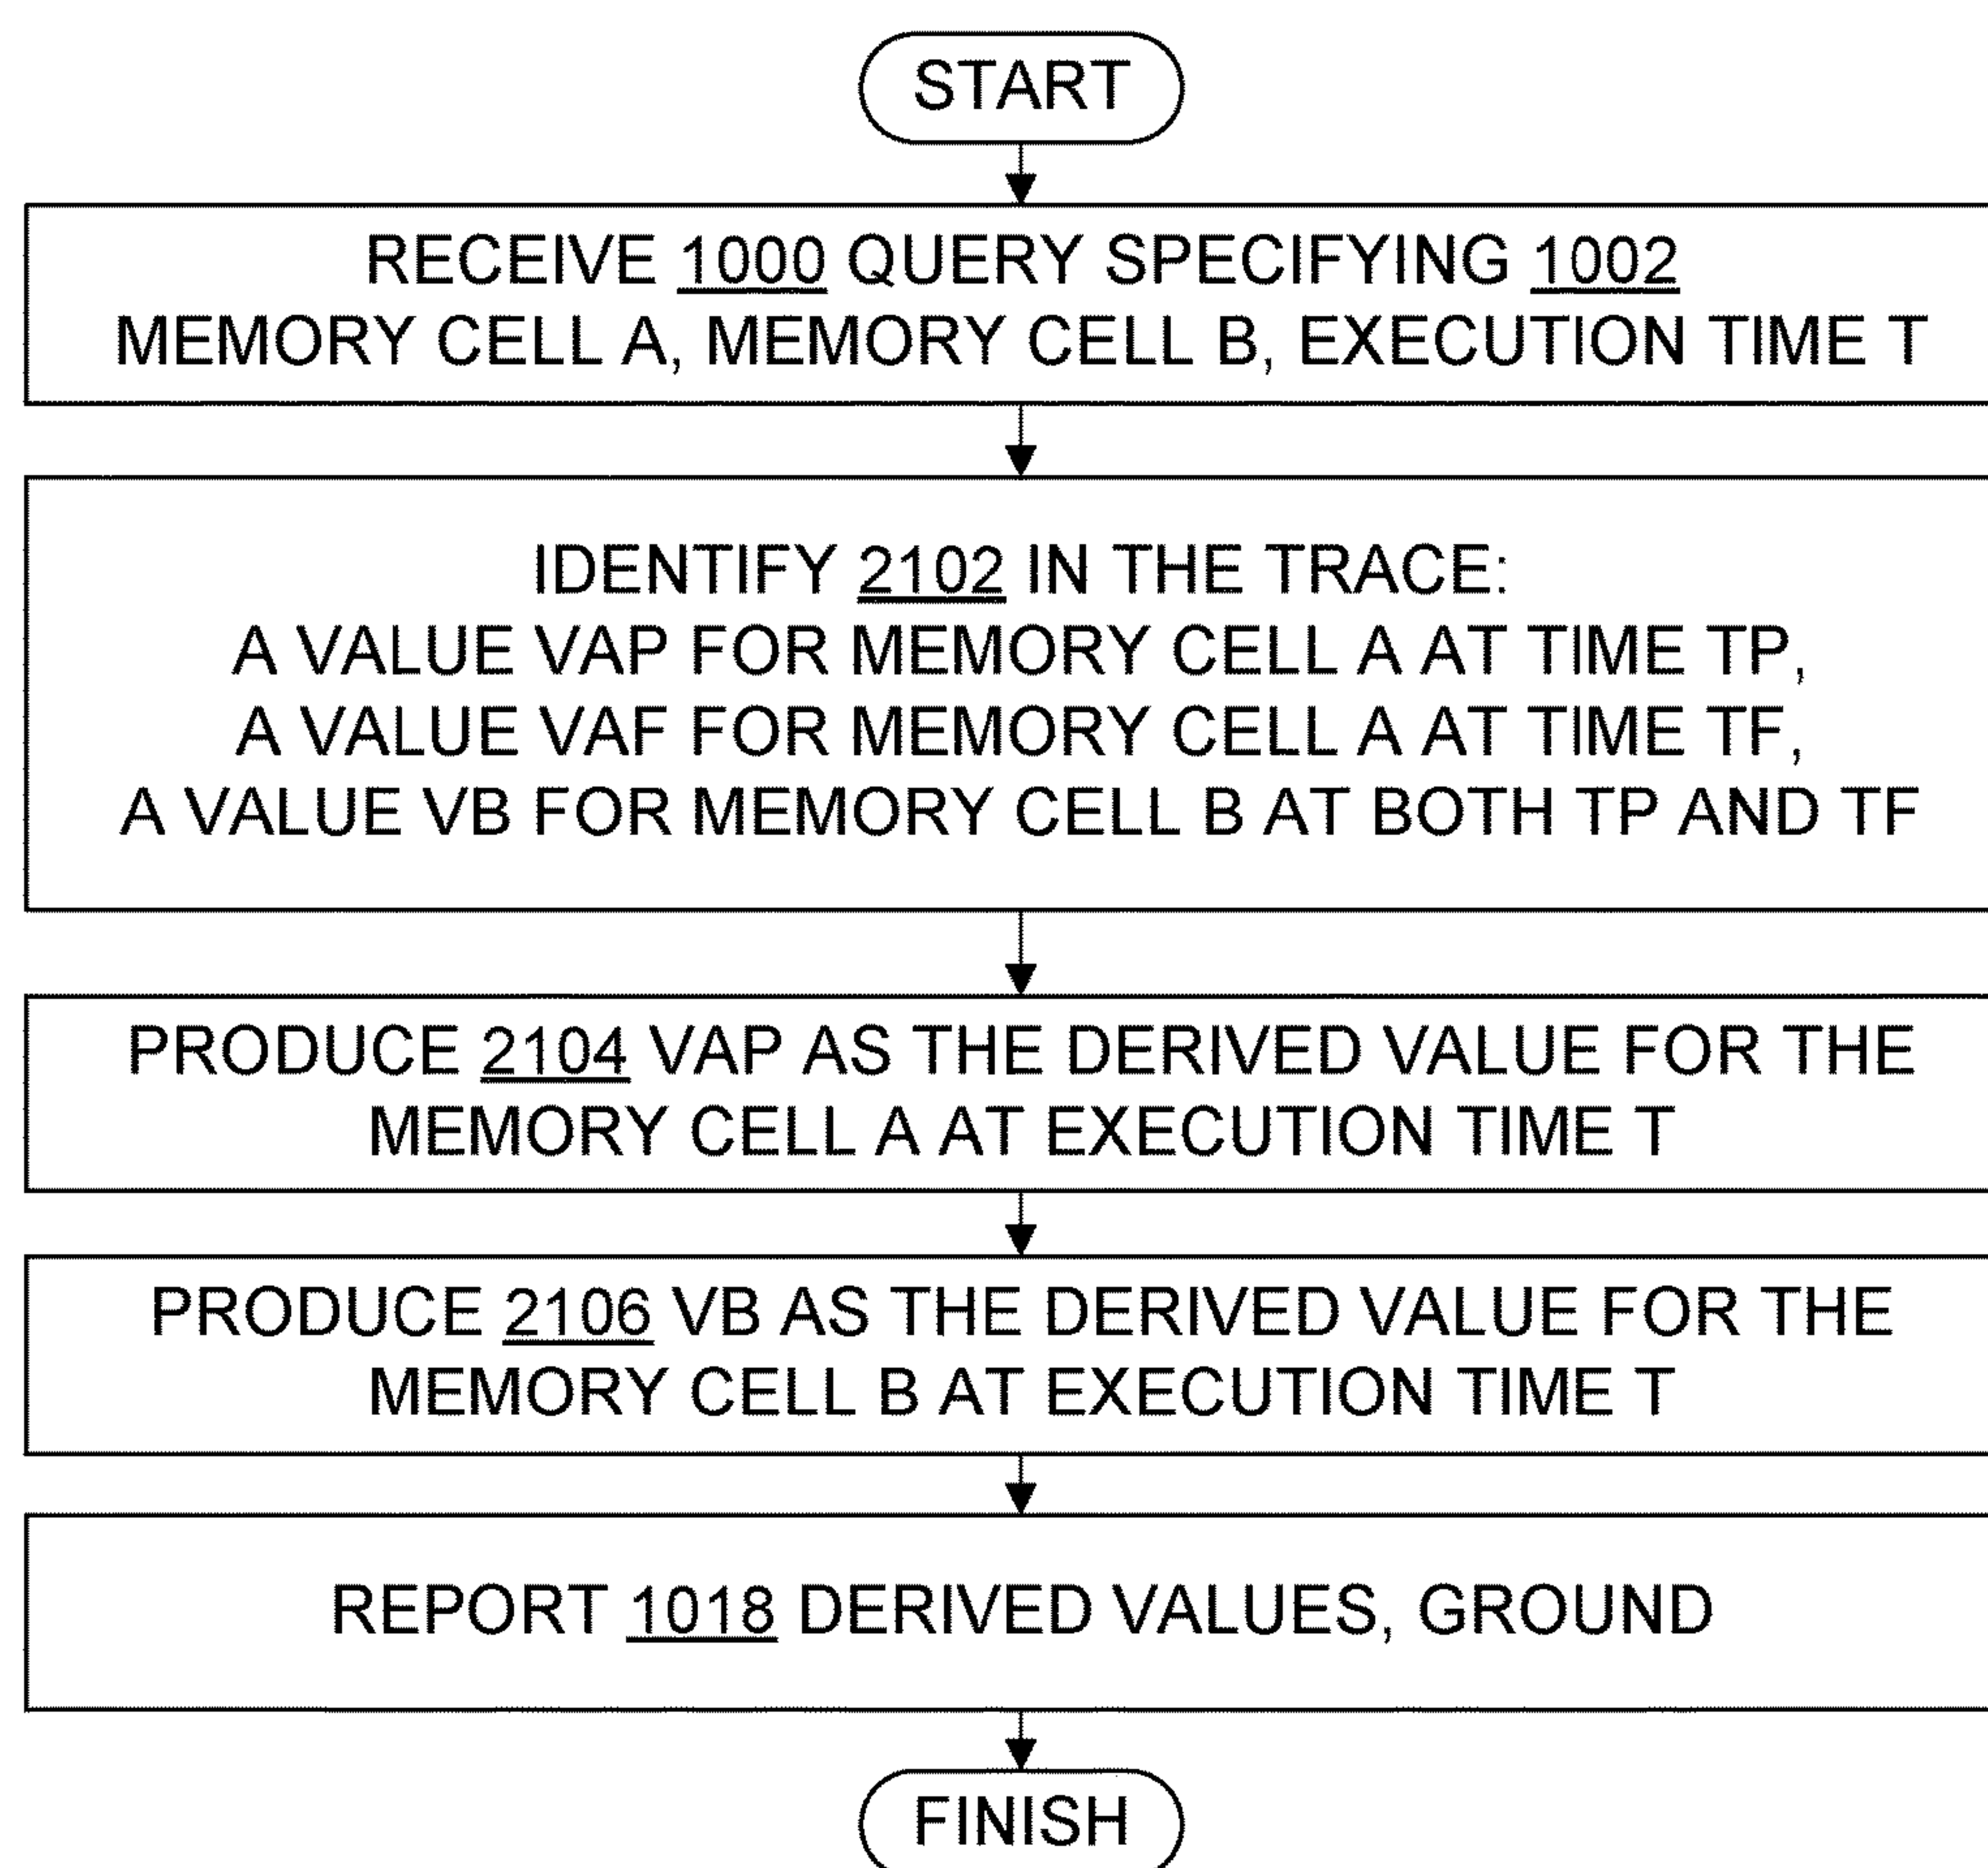 START
RECEIVE 1000 QUERY SPECIFYING 1002
MEMORY CELL A, MEMORY CELL B, EXECUTION TIME T
IDENTIFY 2102 IN THE TRACE:
A VALUE VAP FOR MEMORY CELL A AT TIME TP,
A VALUE VAF FOR MEMORY CELL A AT TIME TF,
A VALUE VB FOR MEMORY CELL B AT BOTH TP AND TF
PRODUCE 2104 VAP AS THE DERIVED VALUE FOR THE
MEMORY CELL A AT EXECUTION TIME T
PRODUCE 2106 VB AS THE DERIVED VALUE FOR THE
MEMORY CELL B AT EXECUTION TIME T
REPORT 1018 DERIVED VALUES, GROUND
FINISH